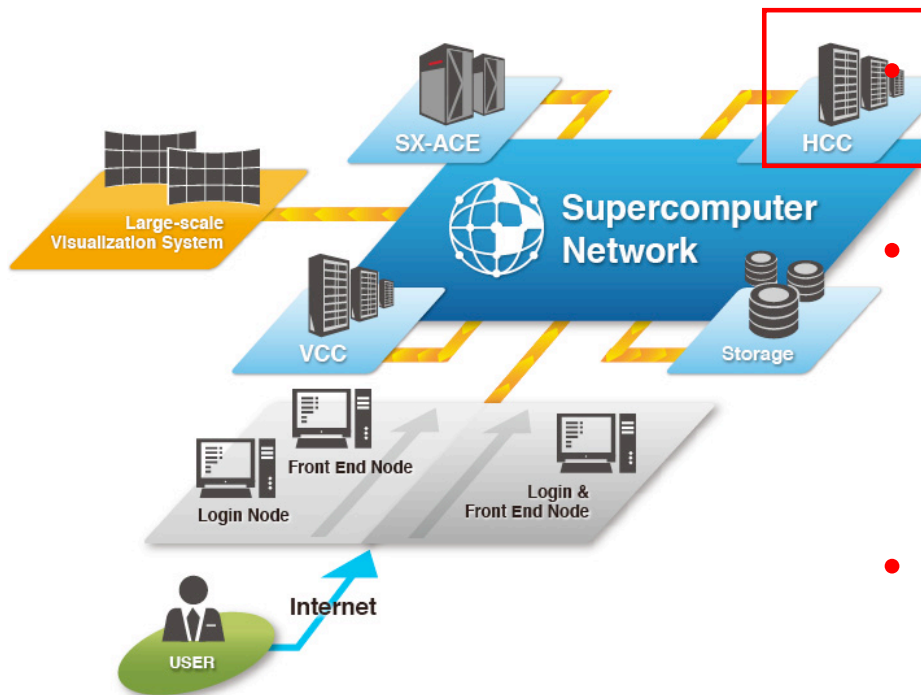 SX-ACE
HCC
Large-scale
Visualization System
Supercomputer
Network
VCC
Storage
Front End Node
Login Node
Login &
Front End Node
Internet
USER